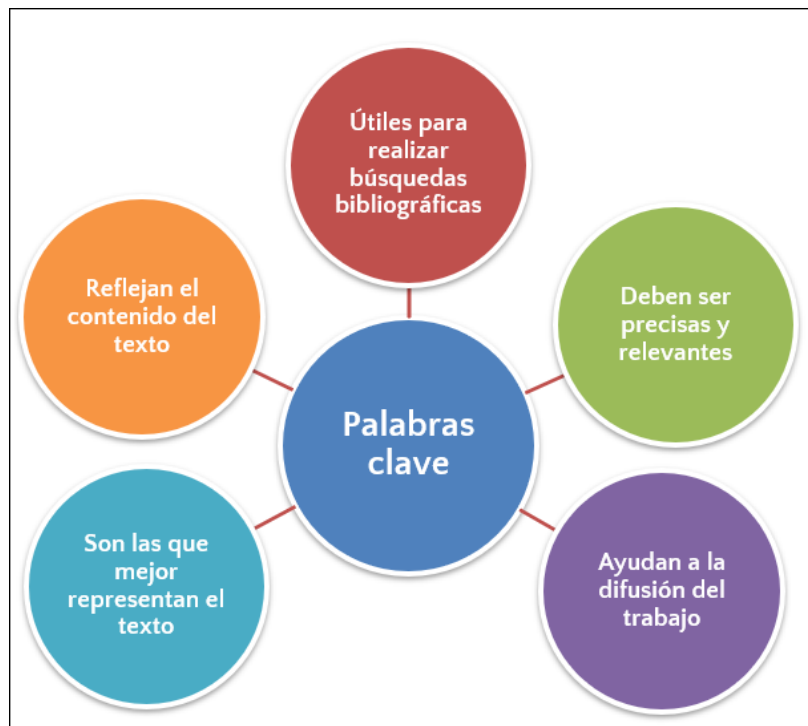 Útiles para
realizar
búsquedas
bibliográficas
Reflejan el
contenido del
texto
Deben ser
precisas y
relevantes
Palabras
clave
Son las que
mejor
representan el
texto
Ayudan a la
difusión del
trabajo